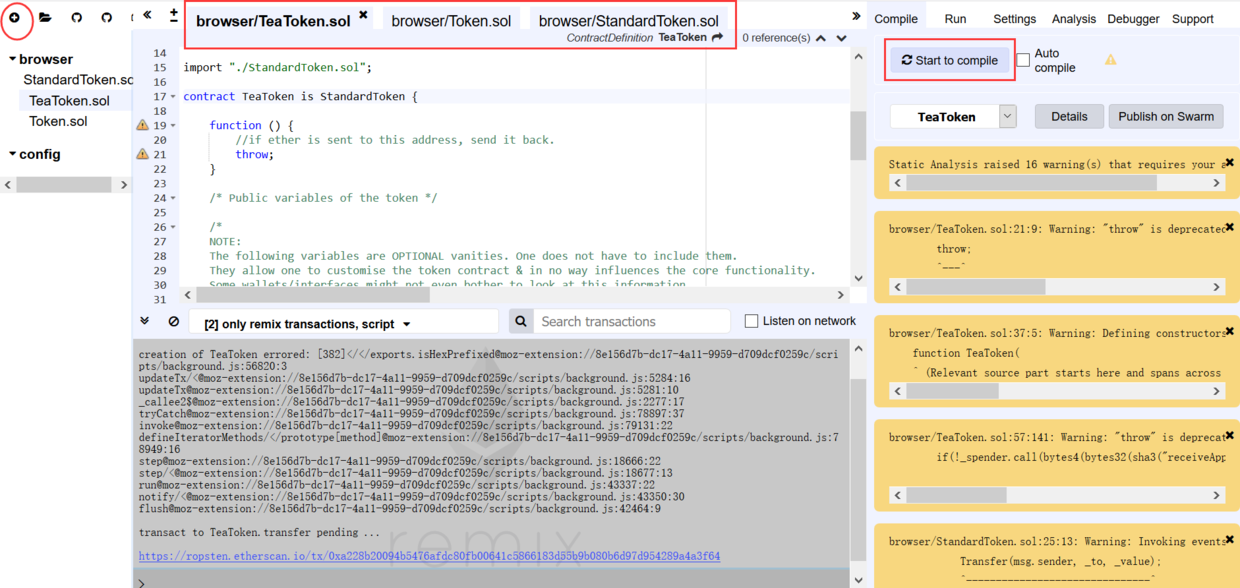 browser/TeaToken.sol
browser/Token.sol
browser/StandardToken.sol
ContractDefinition TeaToken
0 reference(s)
Compile
Run
Settings
Analysis
Debugger
Support
Start to compile
Auto compile
browser
StandardToken.so
TeaToken.sol
Token.sol
config
14
15 import "./StandardToken.sol";
16
17 contract TeaToken is StandardToken {
18
19 function () {
20 //if ether is sent to this address, send it back.
21 throw;
22 }
23
24 /* Public variables of the token */
25
26 /*
27 NOTE:
28 The following variables are OPTIONAL vanities. One does not have to include them.
29 They allow one to customise the token contract & in no way influences the core functionality.
30 Some wallets/interfaces might not even bother to look at this information.
31
[2] only remix transactions, script
Search transactions
Listen on network
creation of TeaToken errored: [382]</</exports.isHexPrefixed@moz-extension://8e156d7b-dc17-4a11-9959-d709dcf0259c/scri
pts/background.js:56820:3
updateTx/<@moz-extension://8e156d7b-dc17-4a11-9959-d709dcf0259c/scripts/background.js:5284:16
updateTx@moz-extension://8e156d7b-dc17-4a11-9959-d709dcf0259c/scripts/background.js:5281:10
_callee2$@moz-extension://8e156d7b-dc17-4a11-9959-d709dcf0259c/scripts/background.js:2277:17
tryCatch@moz-extension://8e156d7b-dc17-4a11-9959-d709dcf0259c/scripts/background.js:78897:37
invoke@moz-extension://8e156d7b-dc17-4a11-9959-d709dcf0259c/scripts/background.js:79131:22
defineIteratorMethods/</prototype[method]@moz-extension://8e156d7b-dc17-4a11-9959-d709dcf0259c/scripts/background.js:7
8949:16
step@moz-extension://8e156d7b-dc17-4a11-9959-d709dcf0259c/scripts/background.js:18666:22
step/<@moz-extension://8e156d7b-dc17-4a11-9959-d709dcf0259c/scripts/background.js:18677:13
run@moz-extension://8e156d7b-dc17-4a11-9959-d709dcf0259c/scripts/background.js:43337:22
notify/<@moz-extension://8e156d7b-dc17-4a11-9959-d709dcf0259c/scripts/background.js:43350:30
flush@moz-extension://8e156d7b-dc17-4a11-9959-d709dcf0259c/scripts/background.js:42464:9
transact to TeaToken.transfer pending ...
remix
https://ropsten.etherscan.io/tx/0xa228b20094b5476afdc80fb00641c5866183d55b9b080b6d97d954289a4a3f64
>
TeaToken
Details
Publish on Swarm
Static Analysis raised 16 warning(s) that requires your a
browser/TeaToken.sol:21:9: Warning: "throw" is deprecated
throw;
^___^
browser/TeaToken.sol:37:5: Warning: Defining constructors
function TeaToken(
^ (Relevant source part starts here and spans across
browser/TeaToken.sol:57:141: Warning: "throw" is deprecat
if(!_spender.call(bytes4(bytes32(sha3("receiveApp
browser/StandardToken.sol:25:13: Warning: Invoking events
Transfer(msg.sender, _to, _value);
^______________________________^